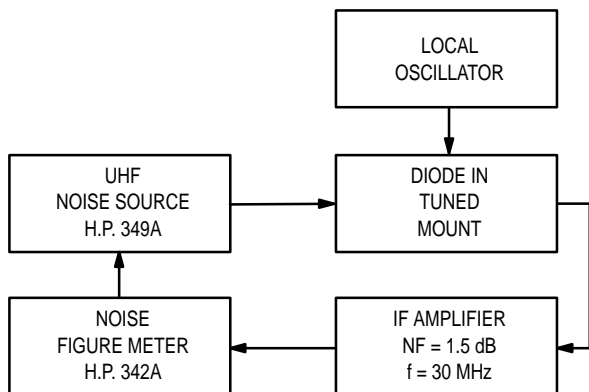 LOCAL
OSCILLATOR
UHF
NOISE SOURCE
H.P. 349A
DIODE IN
TUNED
MOUNT
NOISE
FIGURE METER
H.P. 342A
IF AMPLIFIER
NF = 1.5 dB
f = 30 MHz